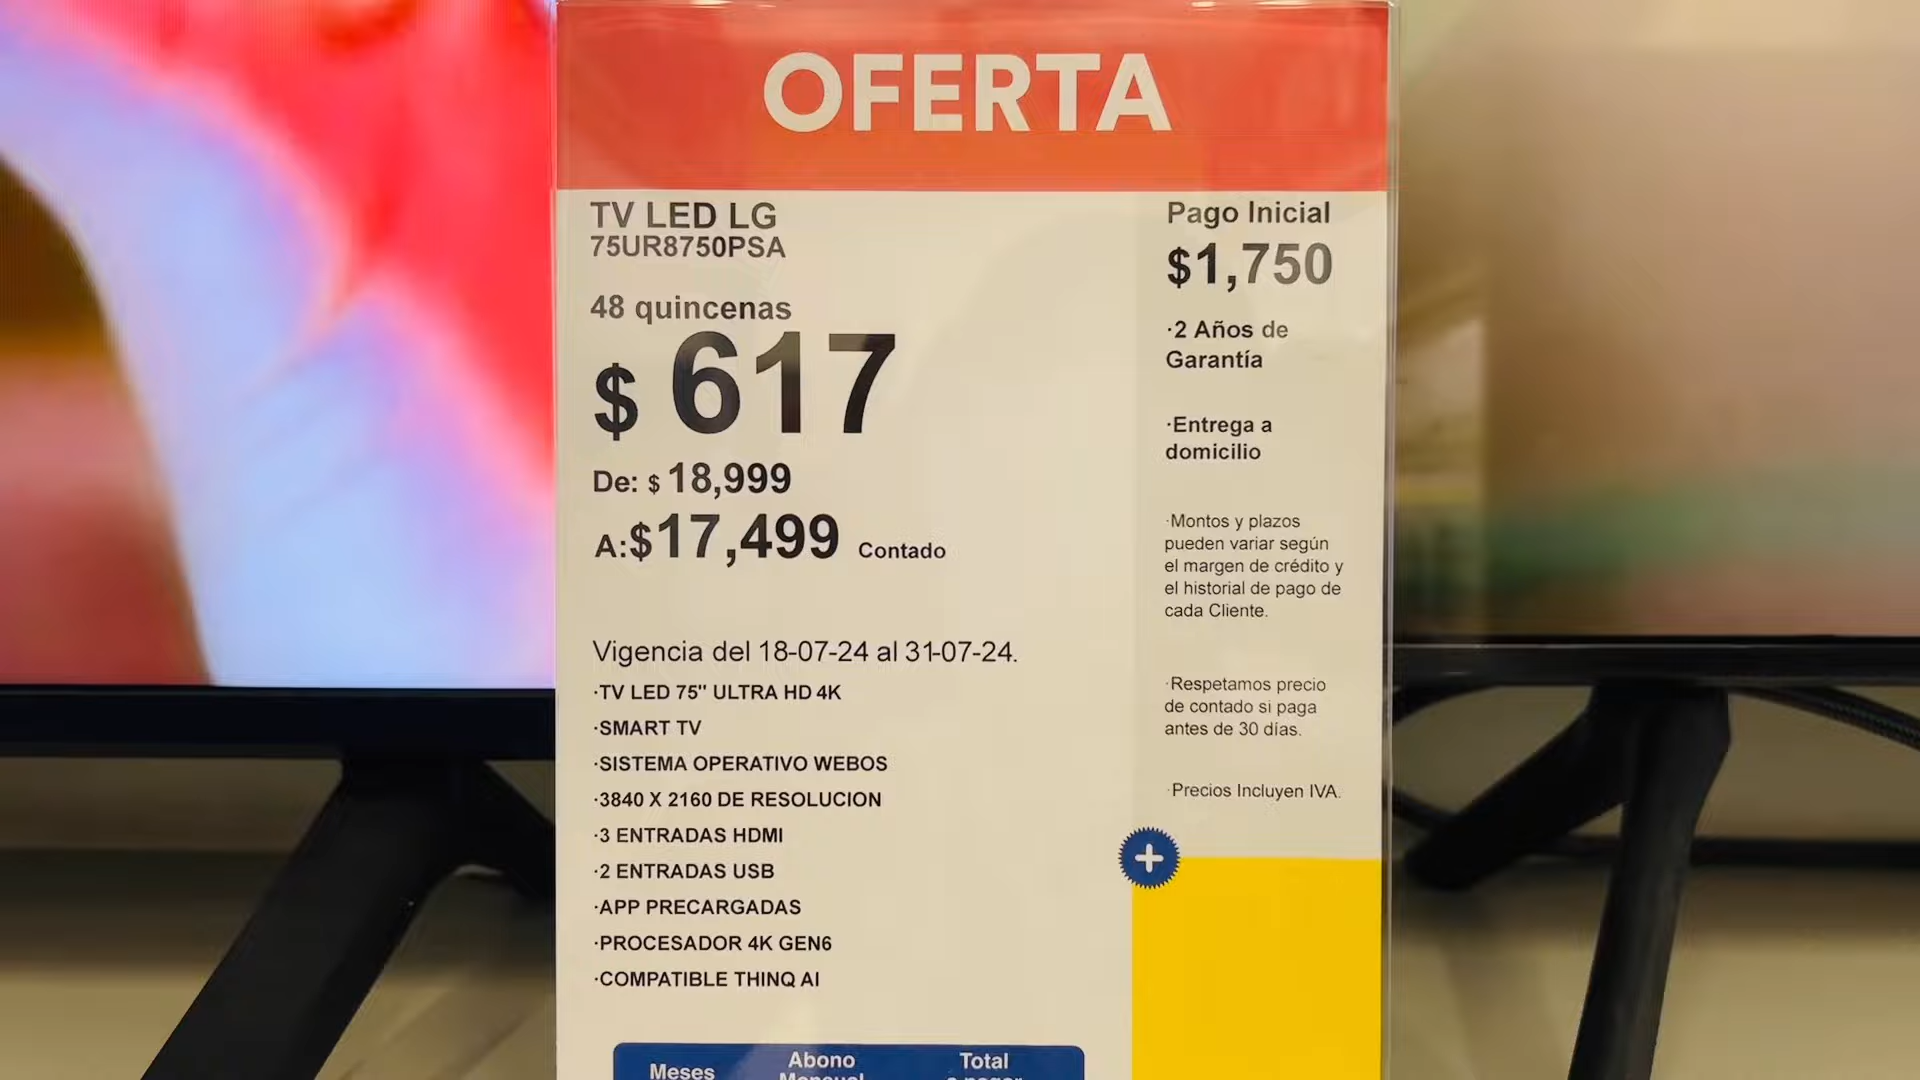 OFERTA
TV LED LG
75UR8750PSA
48 quincenas
$ 617
De: $ 18,999
A:$17,499 Contado
Vigencia del 18-07-24 al 31-07-24.
·TV LED 75" ULTRA HD 4K
·SMART TV
·SISTEMA OPERATIVO WEBOS
·3840 X 2160 DE RESOLUCION
·3 ENTRADAS HDMI
·2 ENTRADAS USB
·APP PRECARGADAS
·PROCESADOR 4K GEN6
·COMPATIBLE THINQ AI
Meses
Abono
Mensual
Total
a pagar
Pago Inicial
$1,750
·2 Años de
Garantía
·Entrega a
domicilio
·Montos y plazos
pueden variar según
el margen de crédito y
el historial de pago de
cada Cliente.
·Respetamos precio
de contado si paga
antes de 30 días.
·Precios Incluyen IVA.
+